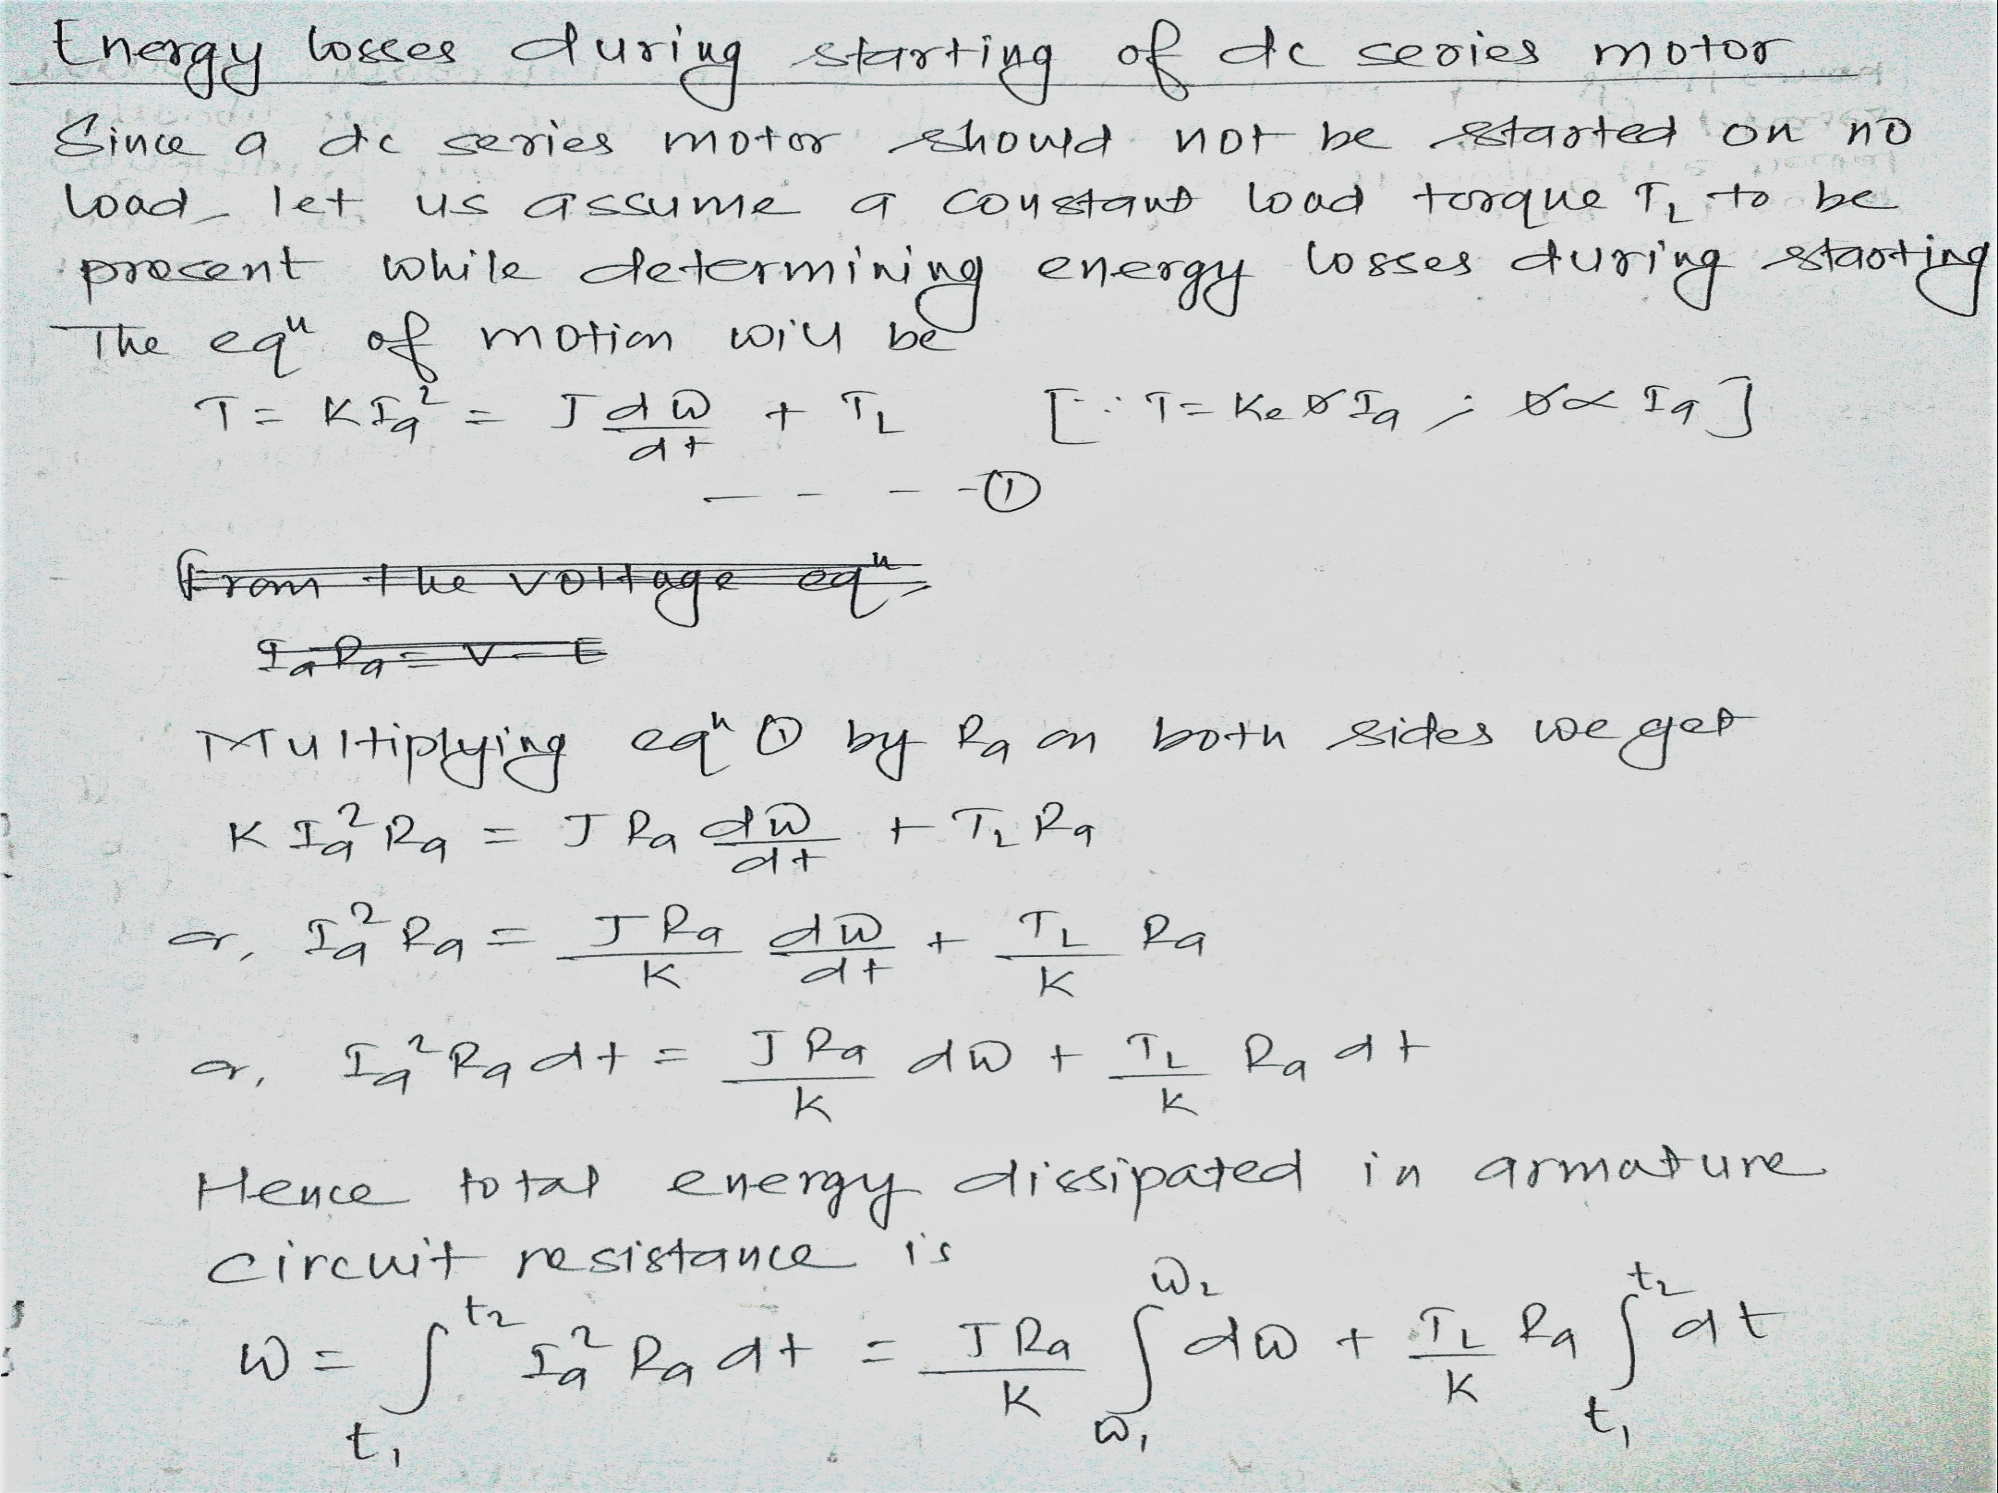 Energy losses during starting of dc series motor
Since a dc series motor should not be started on no
load, let us assume a constant load torque T_L to be
present while determining energy losses during starting
The eqⁿ of motion will be
T = KIa² = J dω/dt + T_L [∵ T = Ke Φ Ia ; Φ ∝ Ia]
- - - - ①
From the voltage eqⁿ,
IaRa = V - E
Multiplying eqⁿ ① by Ra on both sides we get
K Ia² Ra = J Ra dω/dt + T_L Ra
or, Ia² Ra = J Ra/K dω/dt + T_L/K Ra
or, Ia² Ra dt = J Ra/K dω + T_L/K Ra dt
Hence total energy dissipated in armature
circuit resistance is
W = ∫_{t₁}^{t₂} Ia² Ra dt = J Ra/K ∫_{ω₁}^{ω₂} dω + T_L/K Ra ∫_{t₁}^{t₂} dt